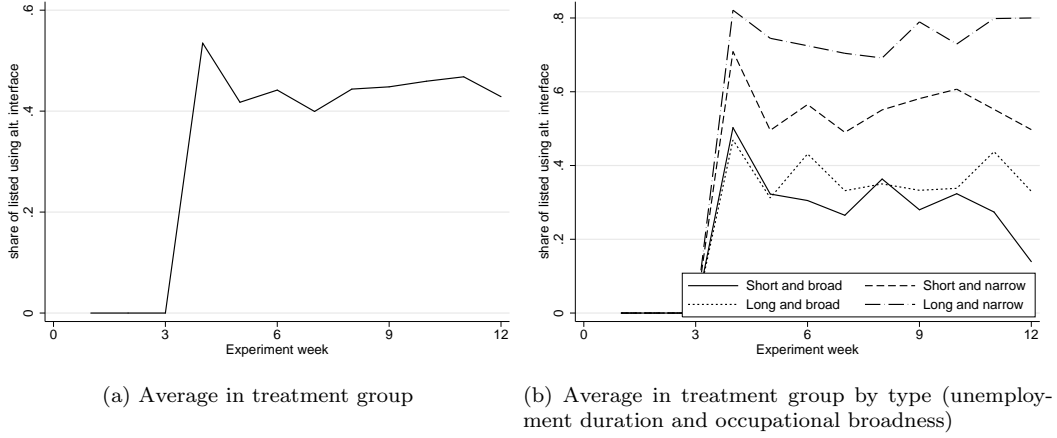 share of listed using alt. interface
.6
.4
.2
0
0 3 6 9 12
Experiment week
(a) Average in treatment group
share of listed using alt. interface
.8
.6
.4
.2
0
Short and broad Short and narrow
Long and broad Long and narrow
0 3 6 9 12
Experiment week
(b) Average in treatment group by type (unemploy-
ment duration and occupational broadness)